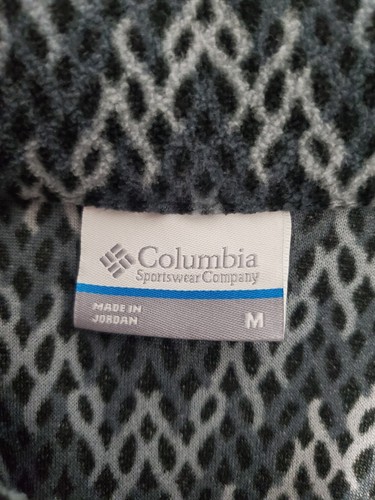 Columbia
Sportswear Company
MADE IN
JORDAN
M